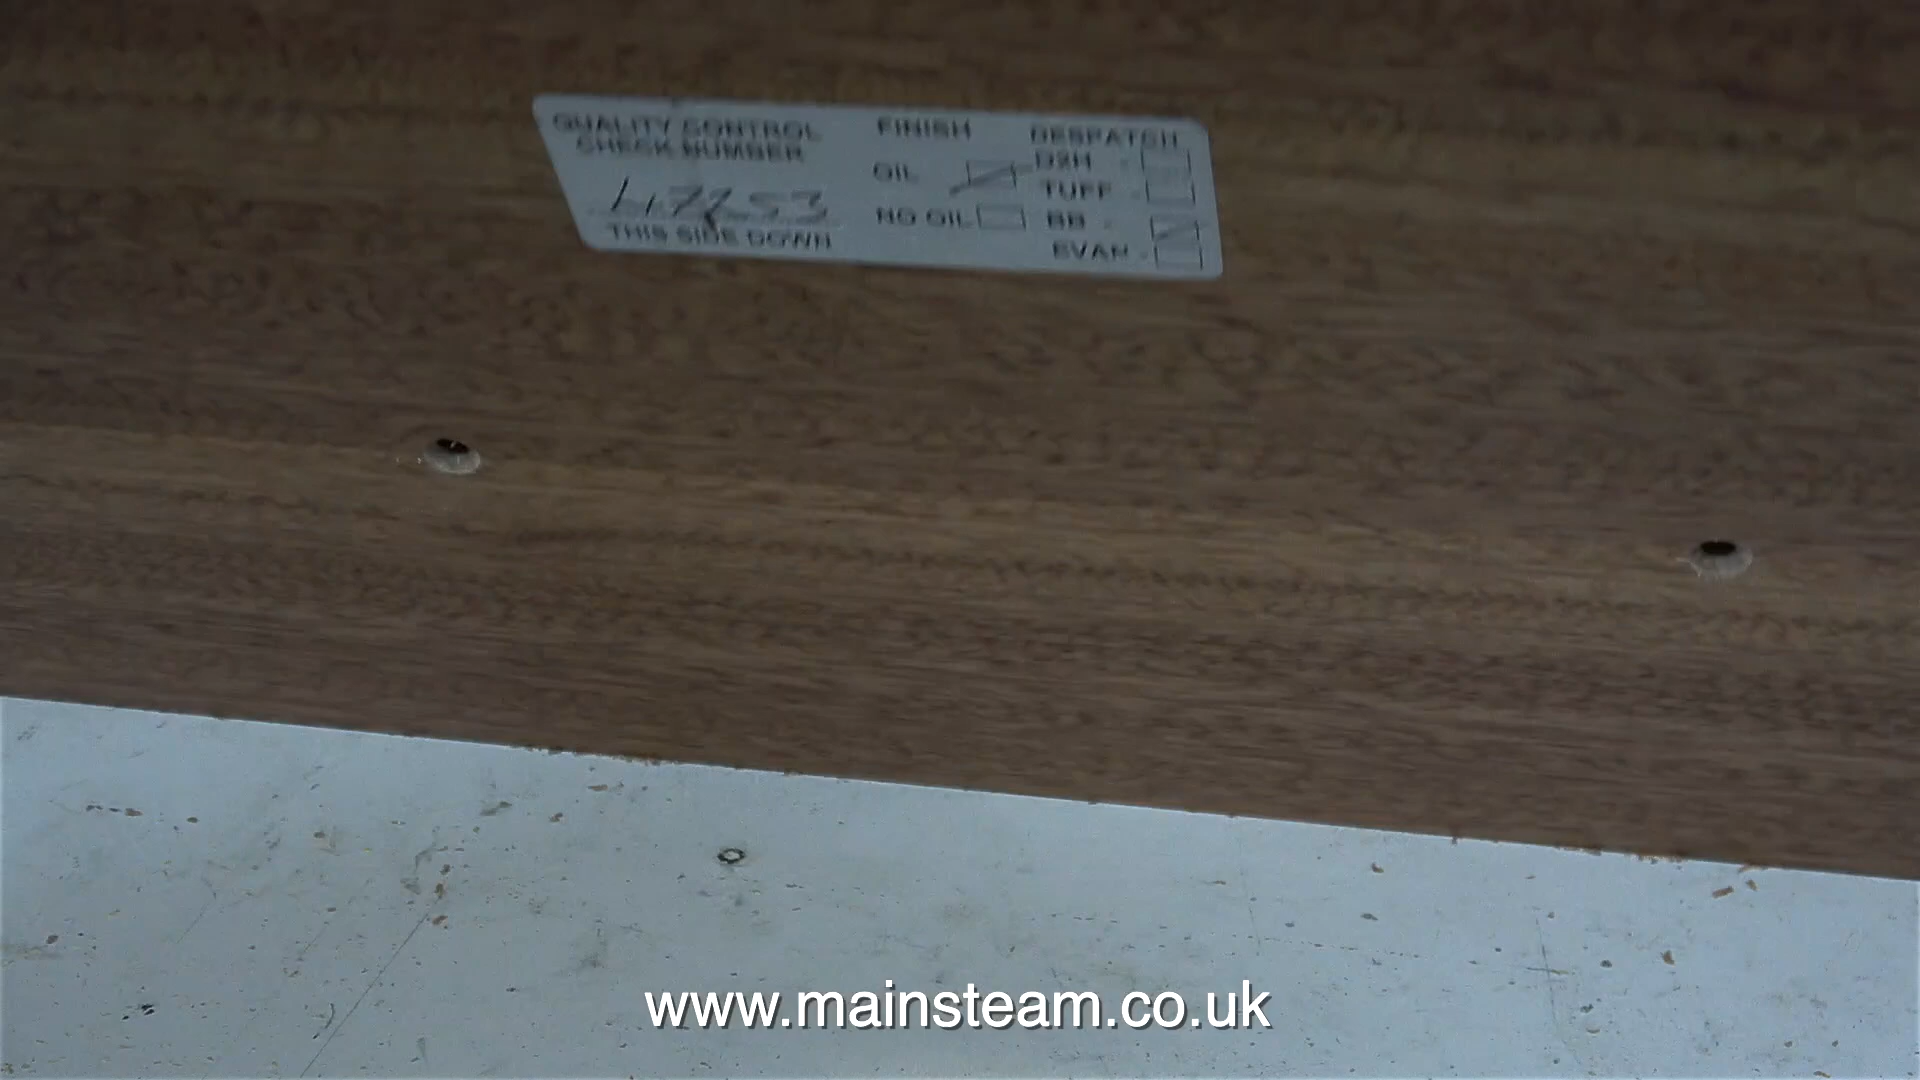 QUALITY CONTROL
CHECK NUMBER
THIS SIDE DOWN
FINISH
OIL
NO OIL
DESPATCH
D2H -
TUFF -
BB -
EVAN -
www.mainsteam.co.uk